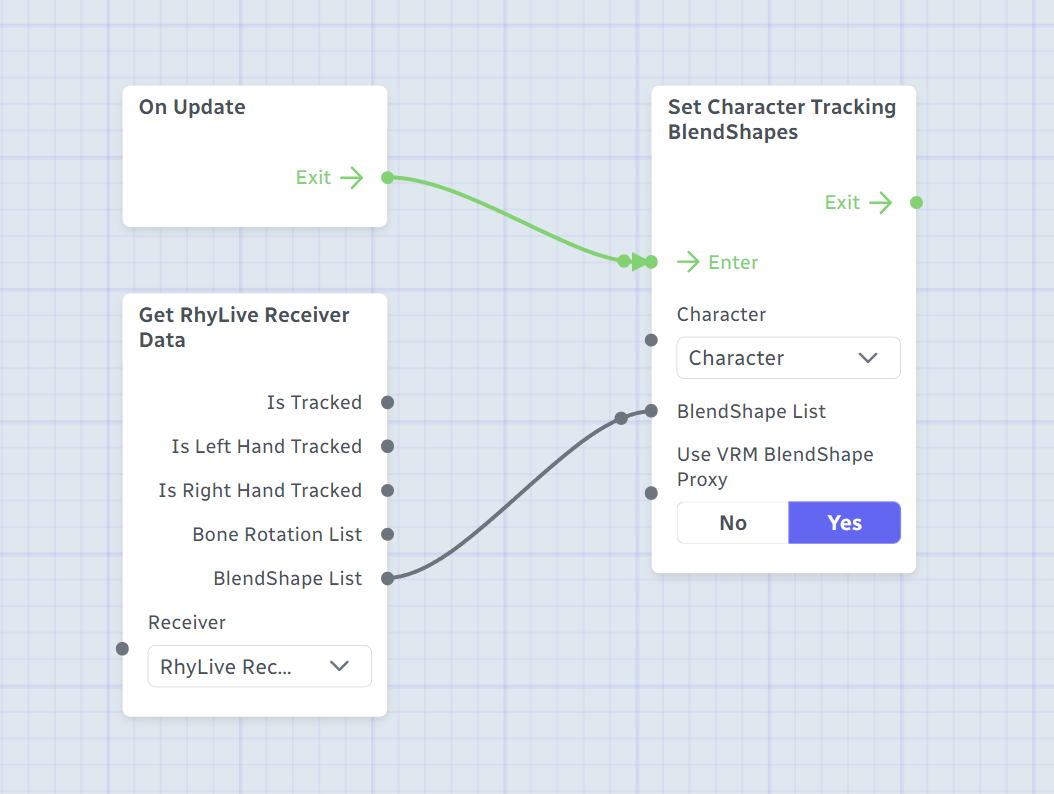 On Update
Exit
Get RhyLive Receiver
Data
Is Tracked
Is Left Hand Tracked
Is Right Hand Tracked
Bone Rotation List
BlendShape List
Receiver
RhyLive Rec...
Set Character Tracking
BlendShapes
Exit
Enter
Character
Character
BlendShape List
Use VRM BlendShape
Proxy
No
Yes